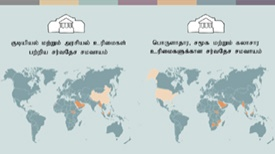 குடியியல் மற்றும் அரசியல் உரிமைகள்
பற்றிய சர்வதேச சமவாயம்
பொருளாதார, சமூக மற்றும் கலாசார
உரிமைகளுக்கான சர்வதேச சமவாயம்